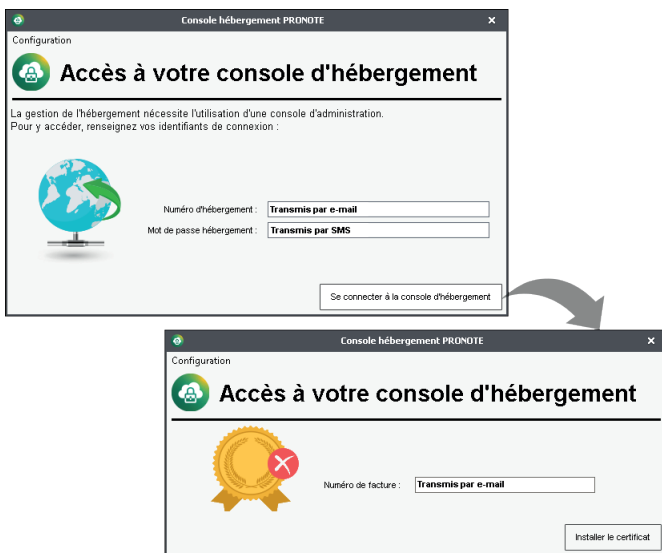 Console hébergement PRONOTE
Configuration
Accès à votre console d'hébergement
La gestion de l'hébergement nécessite l'utilisation d'une console d'administration.
Pour y accéder, renseignez vos identifiants de connexion :
Numéro d'hébergement : Transmis par e-mail
Mot de passe hébergement : Transmis par SMS
Se connecter à la console d'hébergement
Console hébergement PRONOTE
Configuration
Accès à votre console d'hébergement
Numéro de facture : Transmis par e-mail
Installer le certificat